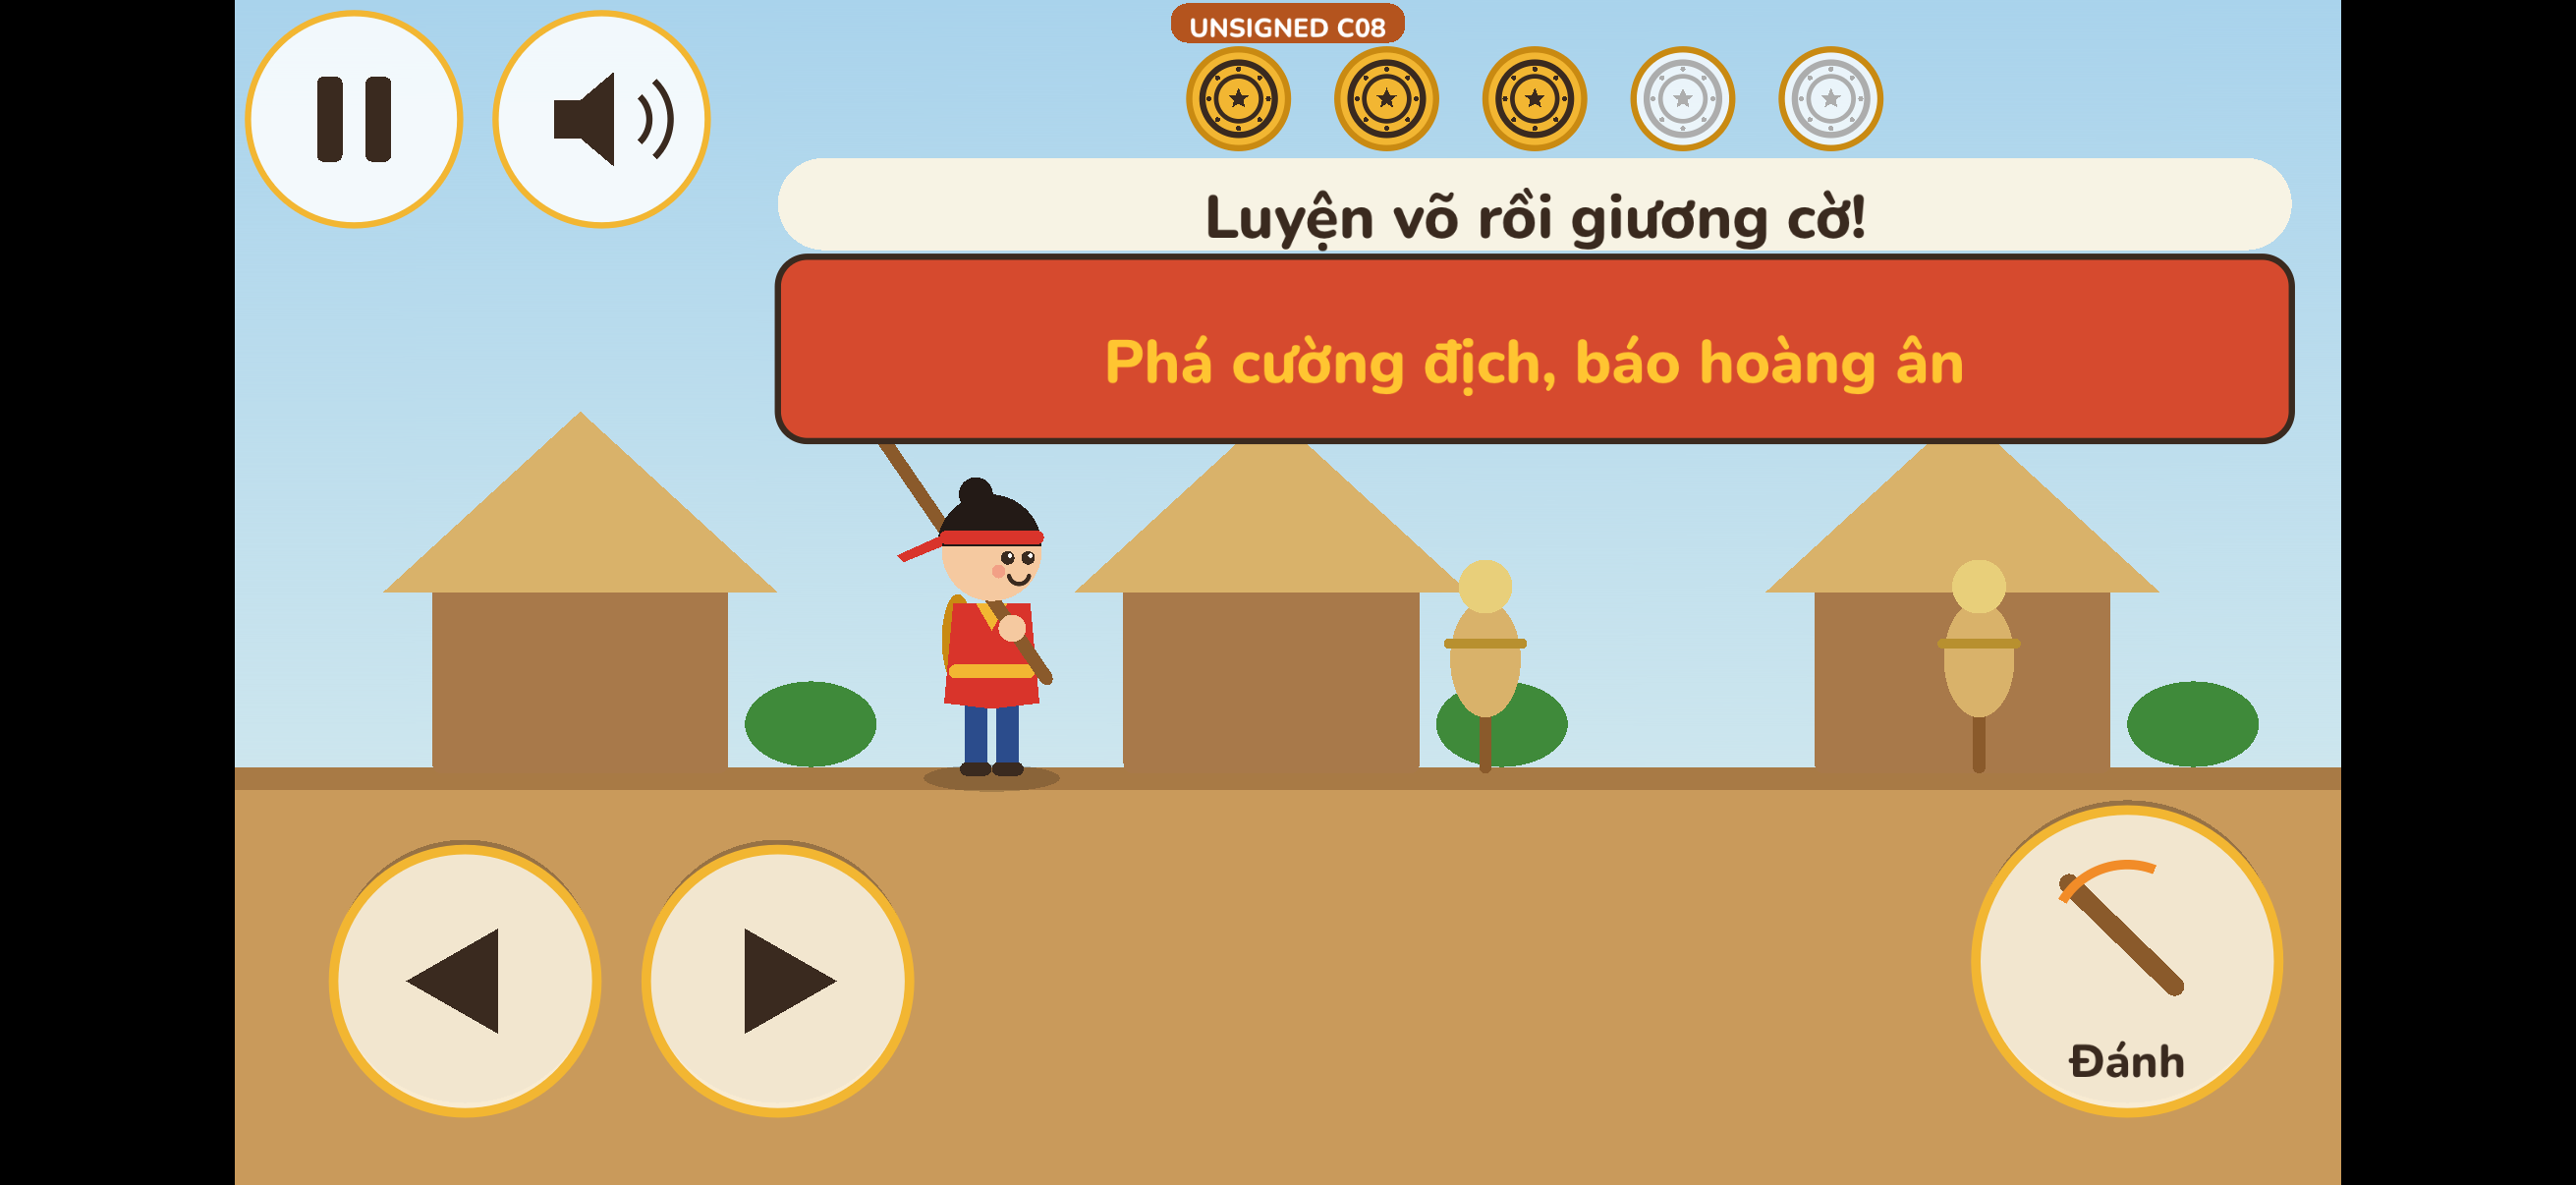 UNSIGNED C08
Luyện võ rồi giương cờ!
Phá cường địch, báo hoàng ân
Đánh